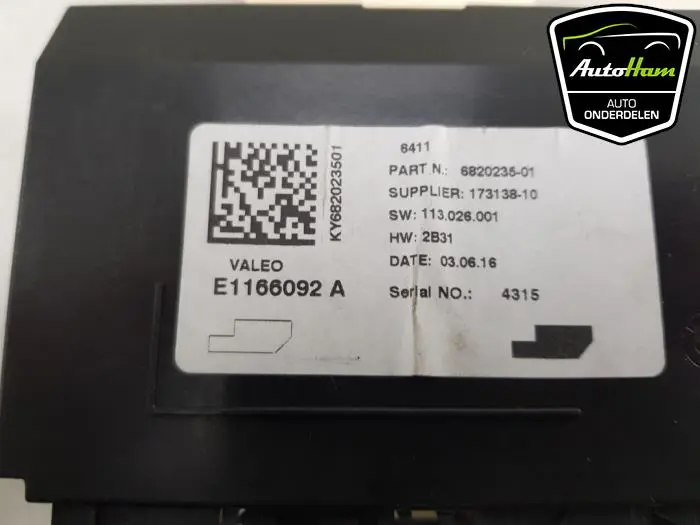 AutoHam
AUTO
ONDERDELEN
KY682023501
VALEO
E1166092 A
6411
PART N.: 6820235-01
SUPPLIER: 173138-10
SW: 113.026.001
HW: 2B31
DATE: 03.06.16
Serial NO.: 4315